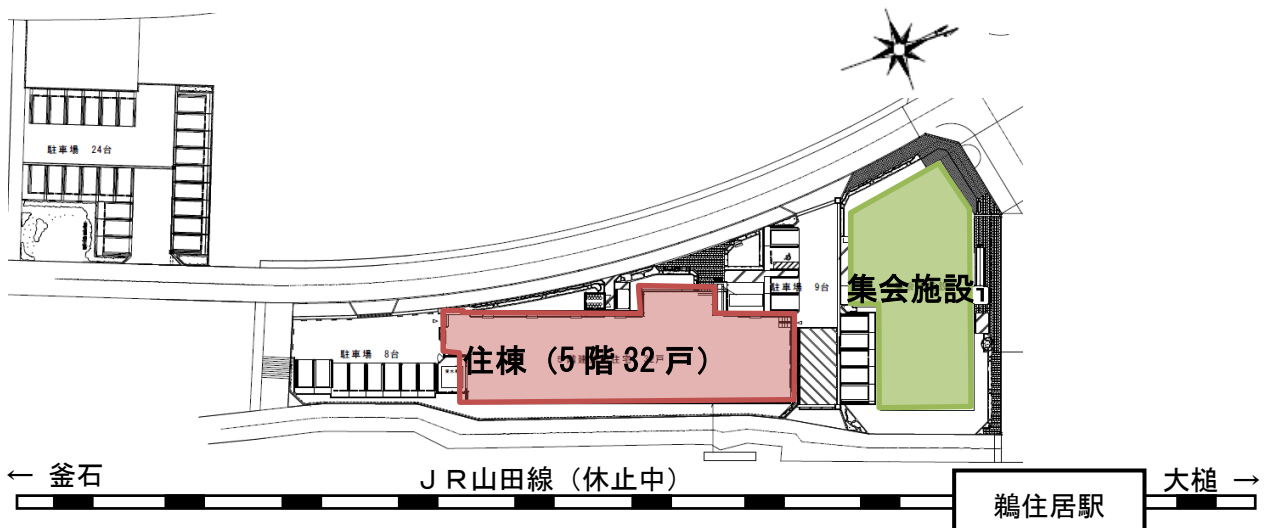 駐車場 24台
駐車場 9台
集会施設
駐車場 8台
住棟(5階32戸)
← 釜石
JR山田線(休止中)
鵜住居駅
大槌 →